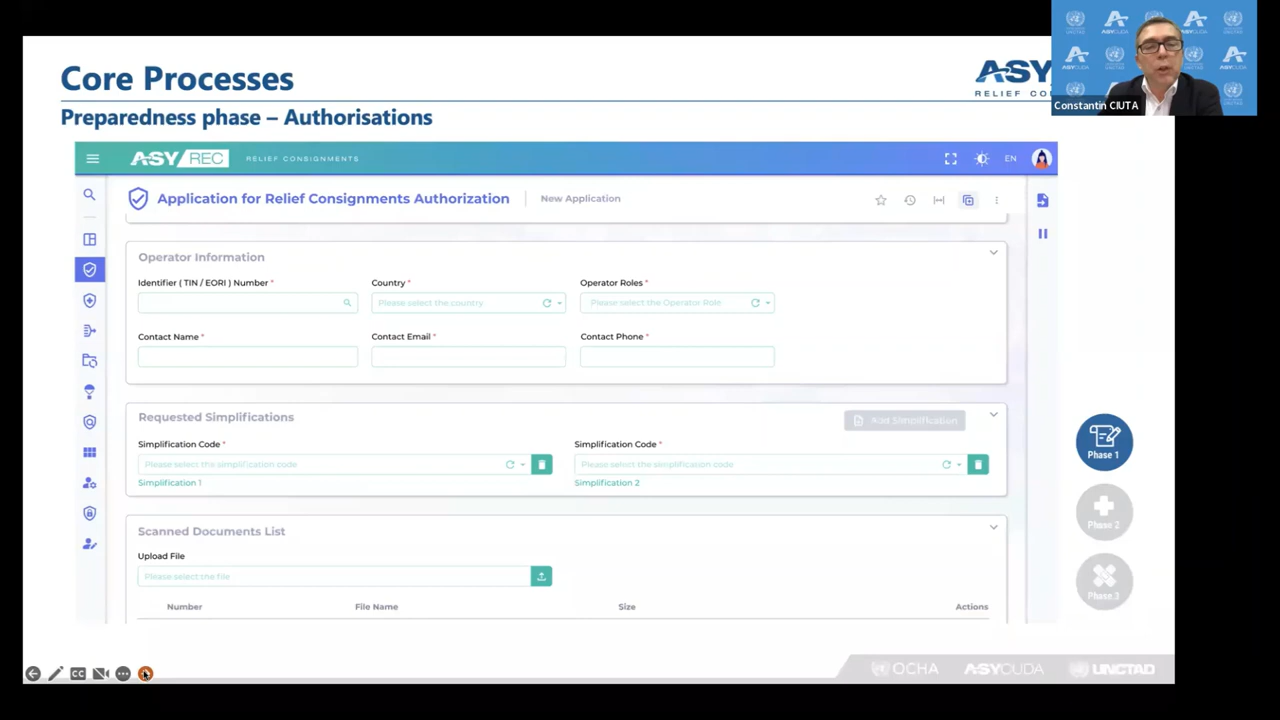 Core Processes
ASY
RELIEF CO
Constantin CIUTA
Preparedness phase – Authorisations
ASY REC RELIEF CONSIGNMENTS
EN
Application for Relief Consignments Authorization
New Application
Operator Information
Identifier ( TIN / EORI ) Number *
Country *
Operator Roles *
Please select the country
Please select the Operator Role
Contact Name *
Contact Email *
Contact Phone *
Requested Simplifications
Add Simplification
Simplification Code *
Simplification Code *
Please select the simplification code
Please select the simplification code
Simplification 1
Simplification 2
Scanned Documents List
Upload File
Please select the file
Number
File Name
Size
Actions
Phase 1
Phase 2
Phase 3
CC
OCHA
ASYCUDA
UNCTAD